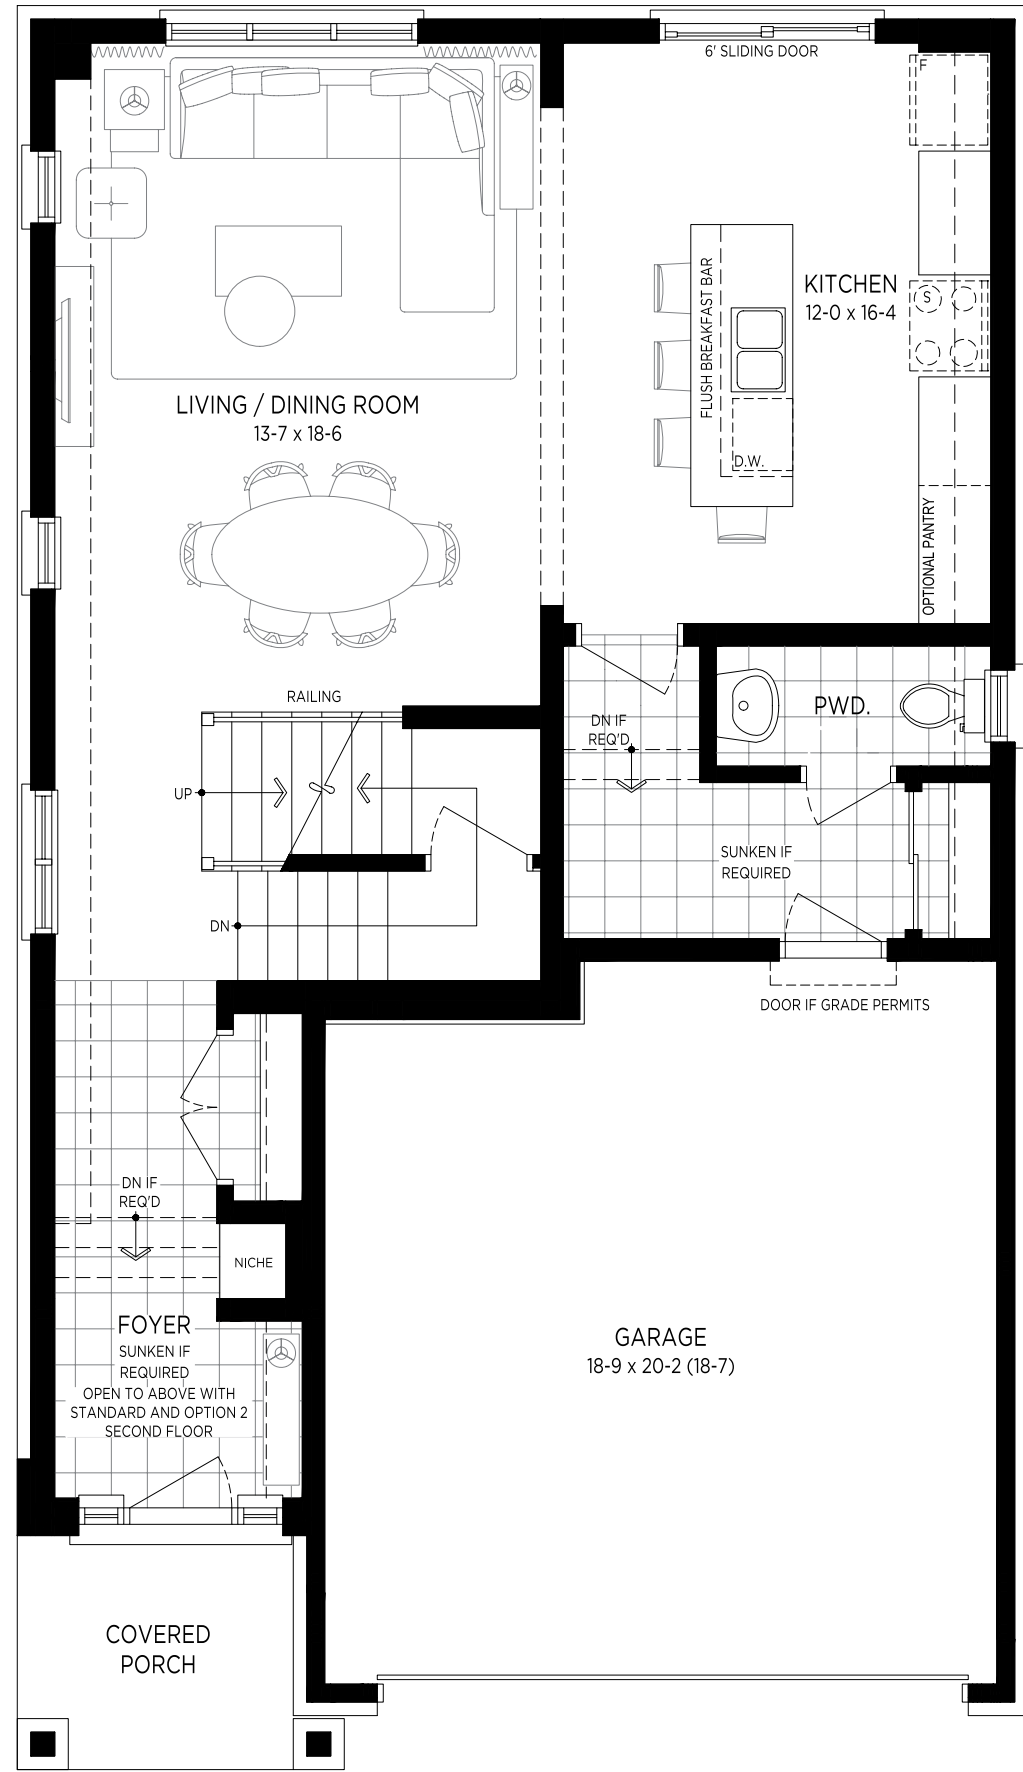 6' SLIDING DOOR
F
KITCHEN
12-0 x 16-4
S
FLUSH BREAKFAST BAR
D.W.
LIVING / DINING ROOM
13-7 x 18-6
OPTIONAL PANTRY
RAILING
PWD.
DN IF
REQ'D
UP
SUNKEN IF
REQUIRED
DN
DOOR IF GRADE PERMITS
DN IF
REQ'D
NICHE
FOYER
SUNKEN IF
REQUIRED
OPEN TO ABOVE WITH
STANDARD AND OPTION 2
SECOND FLOOR
GARAGE
18-9 x 20-2 (18-7)
COVERED
PORCH